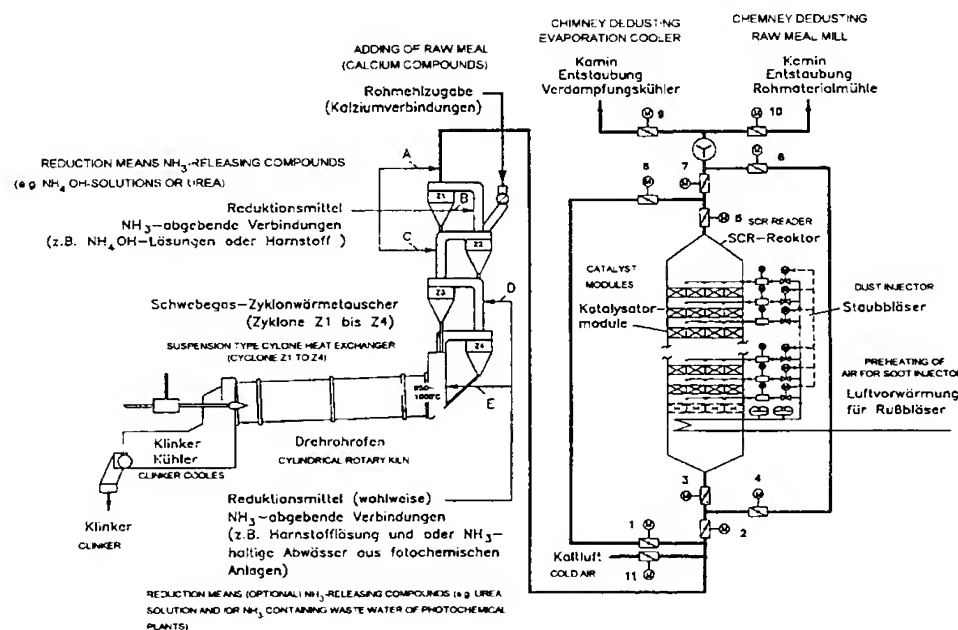 CHIMNEY DEDUSTING
EVAPORATION COOLER
CHEMNEY DEDUSTING
RAW MEAL MILL
Kamin
Entstaubung
Verdampfungskühler
Kemin
Entstaubung
Rohmaterialmühle
ADDING OF RAW MEAL
(CALCIUM COMPOUNDS)
Rohmehlzugabe
(Kalziumverbindungen)
M
9
M
10
A
M
8
M
7
M
6
REDUCTION MEANS NH3-RELEASING COMPOUNDS
(e.g NH4 OH-SOLUTIONS OR UREA)
Z1
B
Reduktionsmittel
NH3-abgebende Verbindungen
(z.B. NH4OH-Lösungen oder Harnstoff )
C
Z2
M
SCR READER
SCR-Reaktor
CATALYST
MODULES
Katalysator
module
DUST INJECTOR
Staubbläser
Z3
D
Schwebegas-Zyklonwärmetauscher
(Zyklone Z1 bis Z4)
SUSPENSION TYPE CYLONE HEAT EXCHANGER
(CYCLONE Z1 TO Z4)
Z4
950-
1000°C
E
PREHEATING OF
AIR FOR SOOT INJECTOR
Luftvorwärmung
für Rußbläser
Klinker
Kühler
CLINKER COOLES
Drehrohrofen
CYLINDRICAL ROTARY KILN
Klinker
CLINKER
3
M
4
M
1
M
M
2
Kaltluft
COLD AIR
11
M
Reduktionsmittel (wahlweise)
NH3-abgebende Verbindungen
(z.B. Harnstofflösung und oder NH3-
haltige Abwässer aus fotochemischen
Anlagen)
REDUCTION MEANS (OPTIONAL) NH3-RELEASING COMPOUNDS (e.g. UREA
SOLUTION AND /OR NH3 CONTAINING WASTE WATER OF PHOTOCHEMICAL
PLANTS)